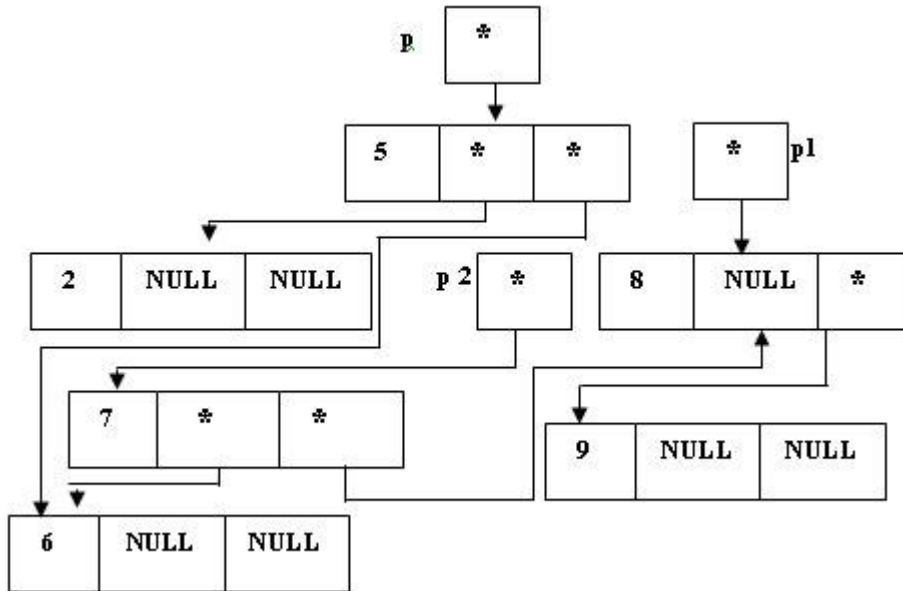 p *
5 * *
* p1
2 NULL NULL
p 2 *
8 NULL *
7 * *
9 NULL NULL
6 NULL NULL